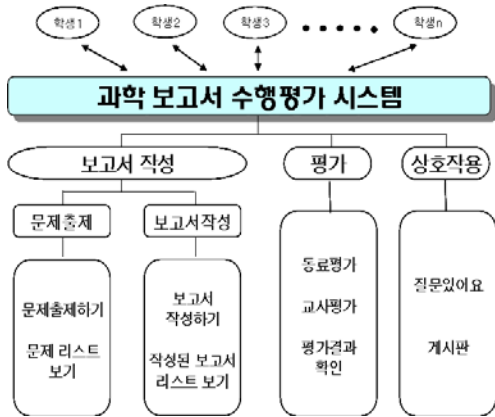 학생1 학생2 학생3 ••••• 학생n
과학 보고서 수행평가 시스템
보고서 작성
평가
상호작용
문제출제
보고서작성
문제출제하기
문제 리스트
보기
보고서
작성하기
작성된 보고서
리스트 보기
동료평가
교사평가
평가결과
확인
질문있어요
게시판